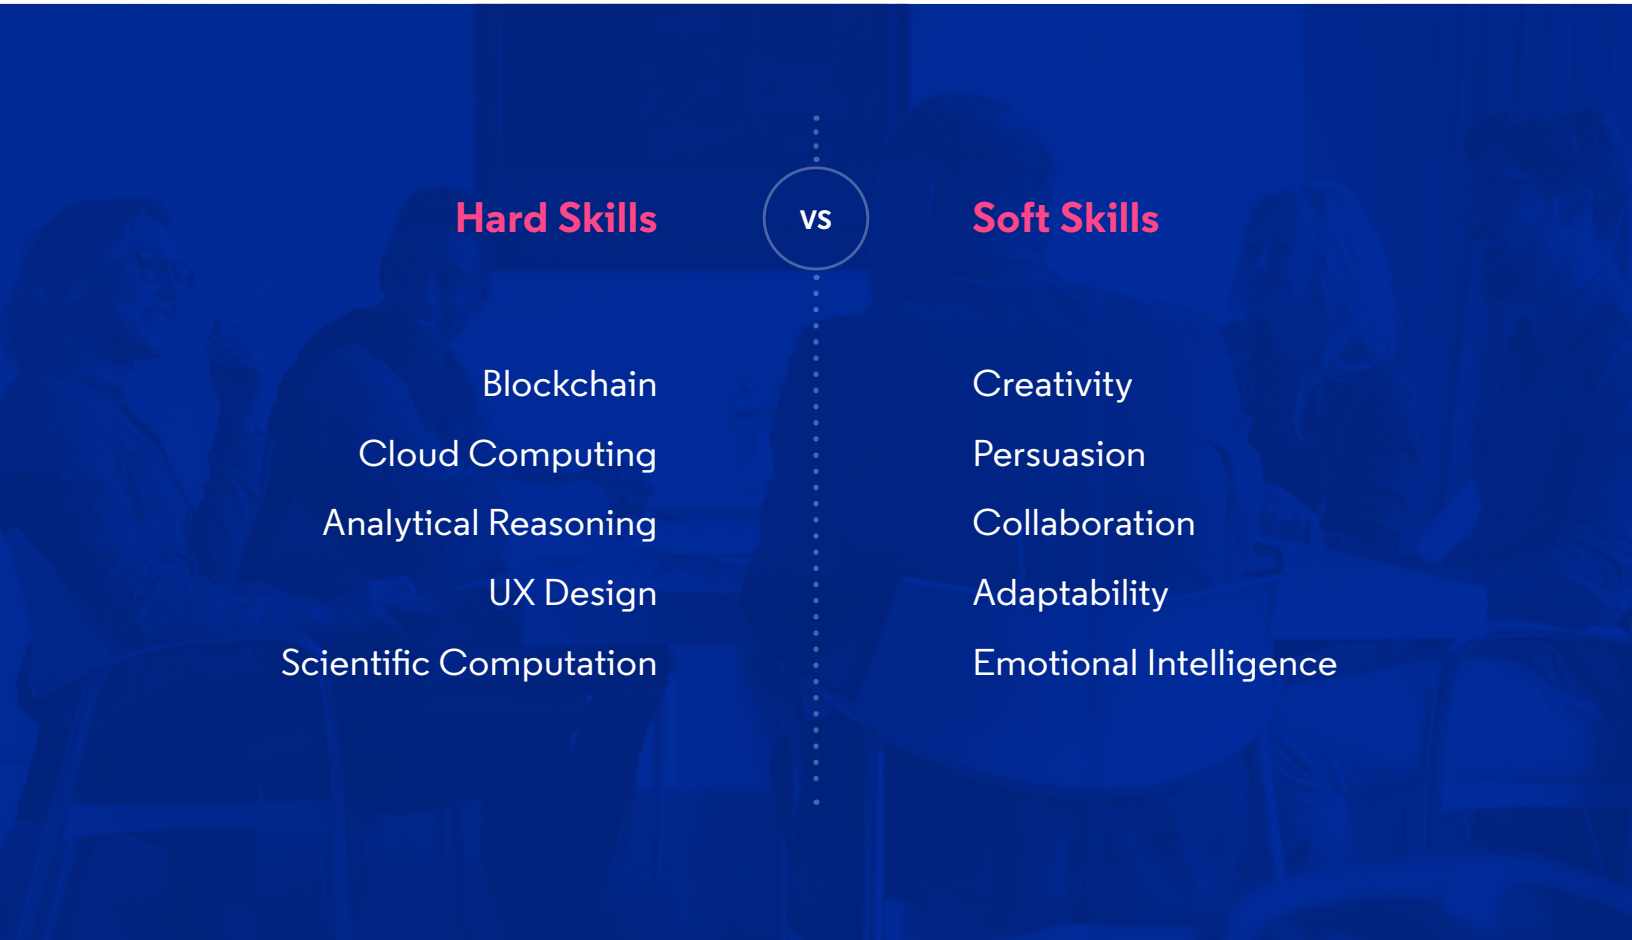 Hard Skills
VS
Soft Skills
Blockchain
Cloud Computing
Analytical Reasoning
UX Design
Scientific Computation
Creativity
Persuasion
Collaboration
Adaptability
Emotional Intelligence